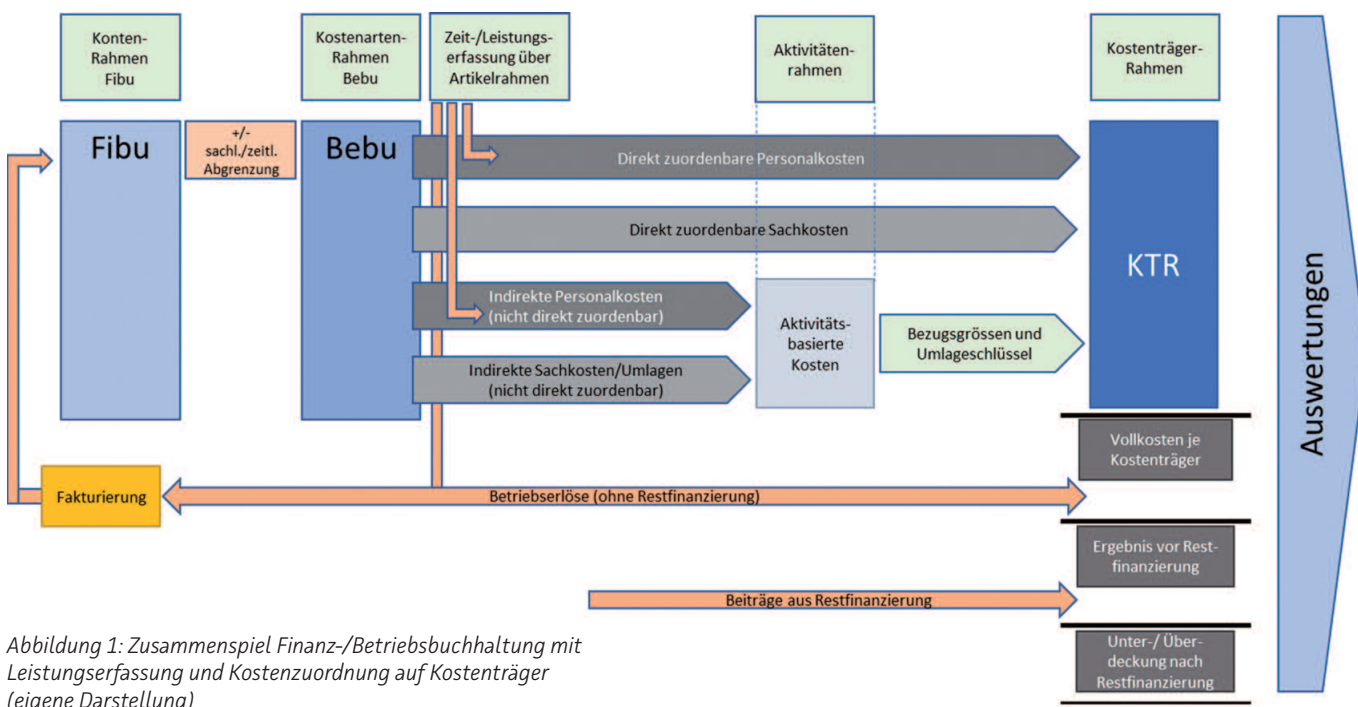 Konten-
Rahmen
Fibu
Kostenarten-
Rahmen
Bebu
Zeit-/Leistungs-
erfassung über
Artikelrahmen
Aktivitäten-
rahmen
Kostenträger-
Rahmen
Fibu
+/-
sachl./zeitl.
Abgrenzung
Bebu
Direkt zuordenbare Personalkosten
Direkt zuordenbare Sachkosten
Indirekte Personalkosten
(nicht direkt zuordenbar)
Indirekte Sachkosten/Umlagen
(nicht direkt zuordenbar)
Aktivitäts-
basierte
Kosten
Bezugsgrössen und
Umlageschlüssel
KTR
Auswertungen
Vollkosten je
Kostenträger
Fakturierung
Betriebserlöse (ohne Restfinanzierung)
Ergebnis vor Rest-
finanzierung
Beiträge aus Restfinanzierung
Unter-/ Über-
deckung nach
Restfinanzierung
Abbildung 1: Zusammenspiel Finanz-/Betriebsbuchhaltung mit
Leistungserfassung und Kostenzuordnung auf Kostenträger
(eigene Darstellung)